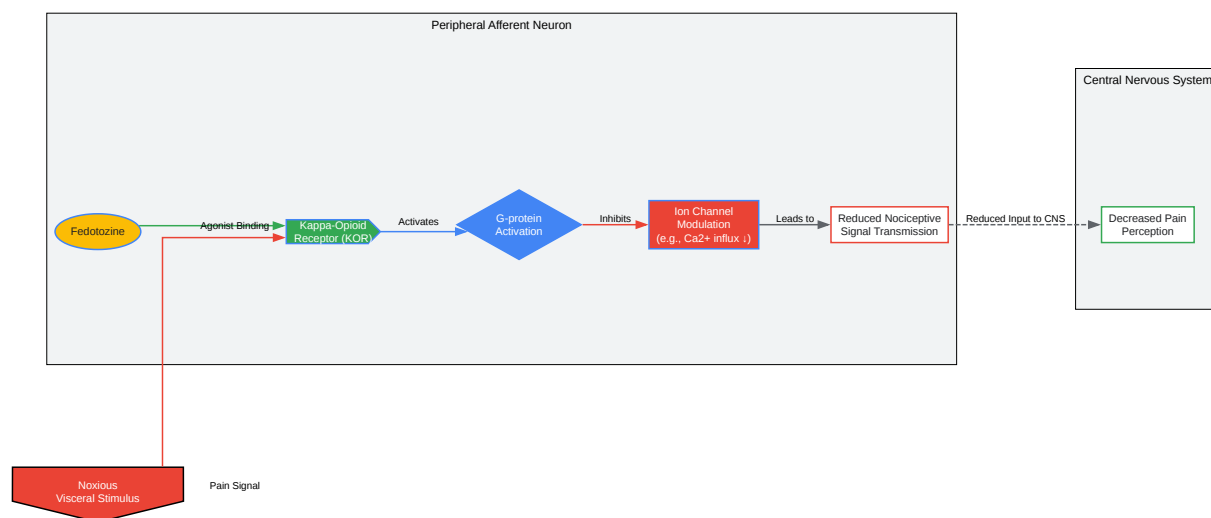 Peripheral Afferent Neuron
Central Nervous System
Fedotozine
Agonist Binding
Kappa-Opioid
Receptor (KOR)
Activates
G-protein
Activation
Inhibits
Ion Channel
Modulation
(e.g., Ca2+ influx ↓)
Leads to
Reduced Nociceptive
Signal Transmission
Reduced Input to CNS
Decreased Pain
Perception
Noxious
Visceral Stimulus
Pain Signal